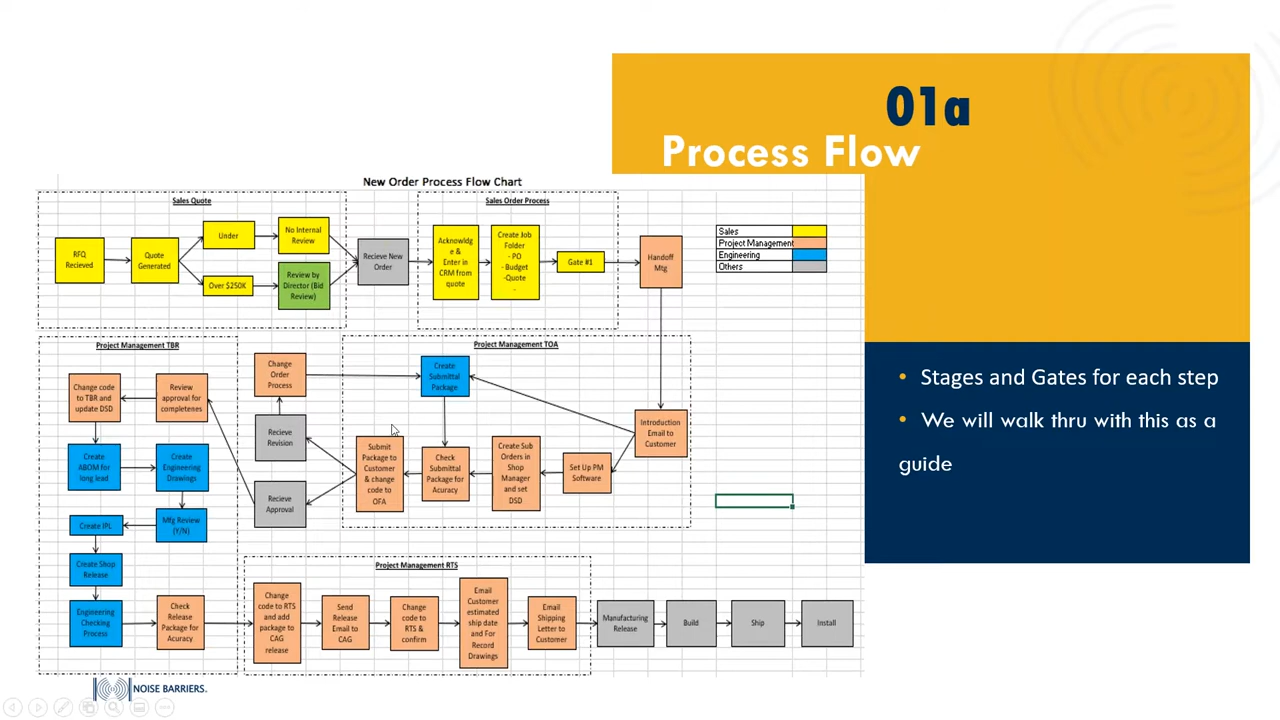 01a
Process Flow
New Order Process Flow Chart
Sales Quote
RFQ
Recieved
Quote
Generated
Under
Over $250K
No Internal
Review
Review by
Director (Bid
Review)
Recieve New
Order
Sales Order Process
Acknowldg
e &
Enter in
CRM from
quote
Create Job
Folder
- PO
- Budget
-Quote
-
Gate #1
Handoff
Mtg
Sales
Project Management
Engineering
Others
Project Management TBR
Change code
to TBR and
update DSD
Review
approval for
completenes
Create
ABOM for
long lead
Create
Engineering
Drawings
Create IPL
Mfg Review
(Y/N)
Create Shop
Release
Engineering
Checking
Process
Check
Release
Package for
Acuracy
Change
Order
Process
Recieve
Revision
Recieve
Approval
Project Management TOA
Create
Submittal
Package
Introduction
Email to
Customer
Submit
Package to
Customer
& change
code to
OFA
Check
Submittal
Package for
Acuracy
Create Sub
Orders in
Shop
Manager
and set
DSD
Set Up PM
Software
Project Management RTS
Change
code to RTS
and add
package to
CAG
release
Send
Release
Email to
CAG
Change
code to
RTS &
confirm
Email
Customer
estimated
ship date
and For
Record
Drawings
Email
Shipping
Letter to
Customer
Manufacturing
Release
Build
Ship
Install
• Stages and Gates for each step
• We will walk thru with this as a
guide
NOISE BARRIERS.